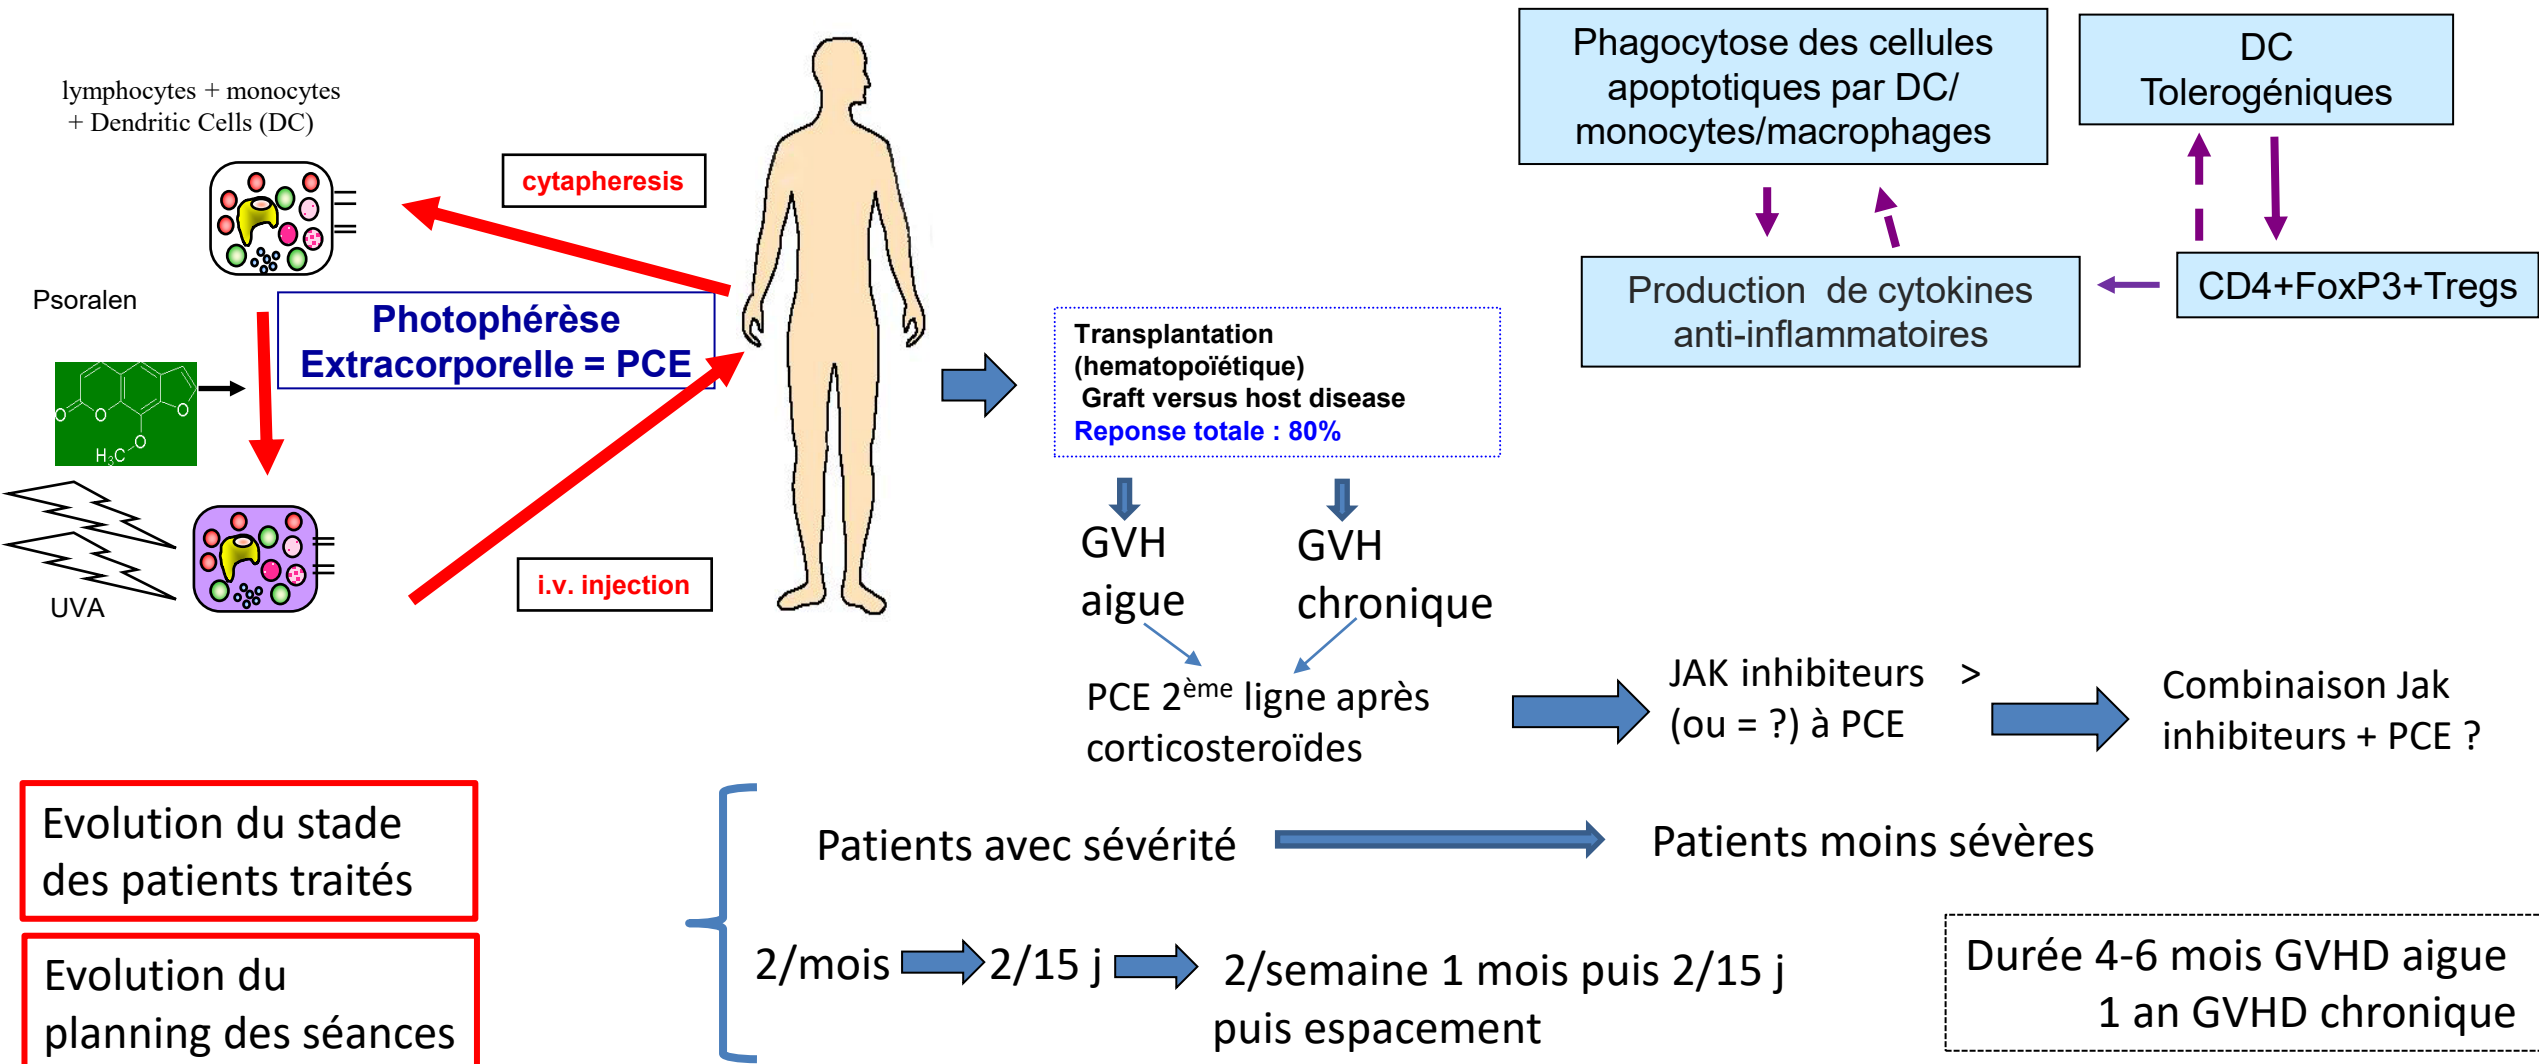 lymphocytes + monocytes
+ Dendritic Cells (DC)
cytapheresis
Psoralen
Photophérèse
Extracorporelle = PCE
O
O
O
O
H3C
UVA
i.v. injection
Phagocytose des cellules
apoptotiques par DC/
monocytes/macrophages
DC
Tolerogéniques
Production de cytokines
anti-inflammatoires
CD4+FoxP3+Tregs
Transplantation
(hematopoïétique)
Graft versus host disease
Reponse totale : 80%
GVH
aigue
GVH
chronique
PCE 2ème ligne après
corticosteroïdes
JAK inhibiteurs >
(ou = ?) à PCE
Combinaison Jak
inhibiteurs + PCE ?
Evolution du stade
des patients traités
Patients avec sévérité
Patients moins sévères
Evolution du
planning des séances
2/mois
2/15 j
2/semaine 1 mois puis 2/15 j
puis espacement
Durée 4-6 mois GVHD aigue
1 an GVHD chronique